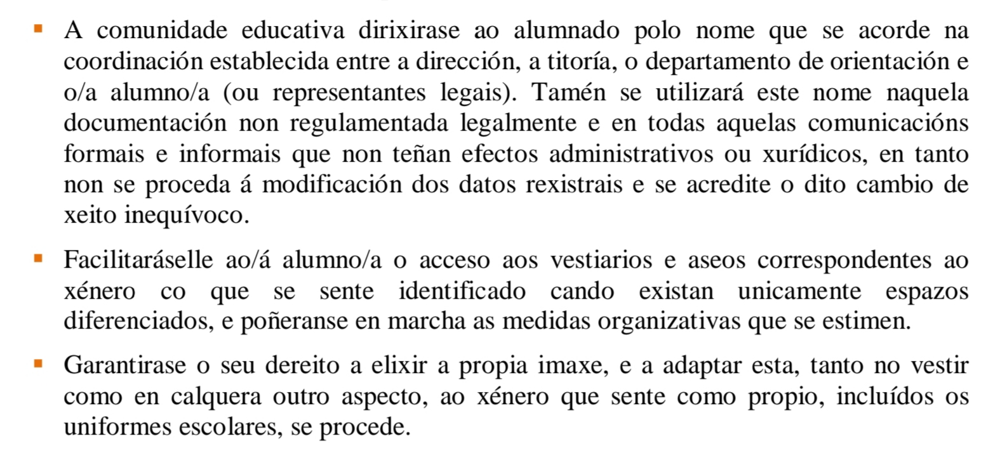 ▪ A comunidade educativa dirixirase ao alumnado polo nome que se acorde na
coordinación establecida entre a dirección, a titoría, o departamento de orientación e
o/a alumno/a (ou representantes legais). Tamén se utilizará este nome naquela
documentación non regulamentada legalmente e en todas aquelas comunicacións
formais e informais que non teñan efectos administrativos ou xurídicos, en tanto
non se proceda á modificación dos datos rexistrais e se acredite o dito cambio de
xeito inequívoco.
▪ Facilitaráselle ao/á alumno/a o acceso aos vestiarios e aseos correspondentes ao
xénero co que se sente identificado cando existan unicamente espazos
diferenciados, e poñeranse en marcha as medidas organizativas que se estimen.
▪ Garantirase o seu dereito a elixir a propia imaxe, e a adaptar esta, tanto no vestir
como en calquera outro aspecto, ao xénero que sente como propio, incluídos os
uniformes escolares, se procede.